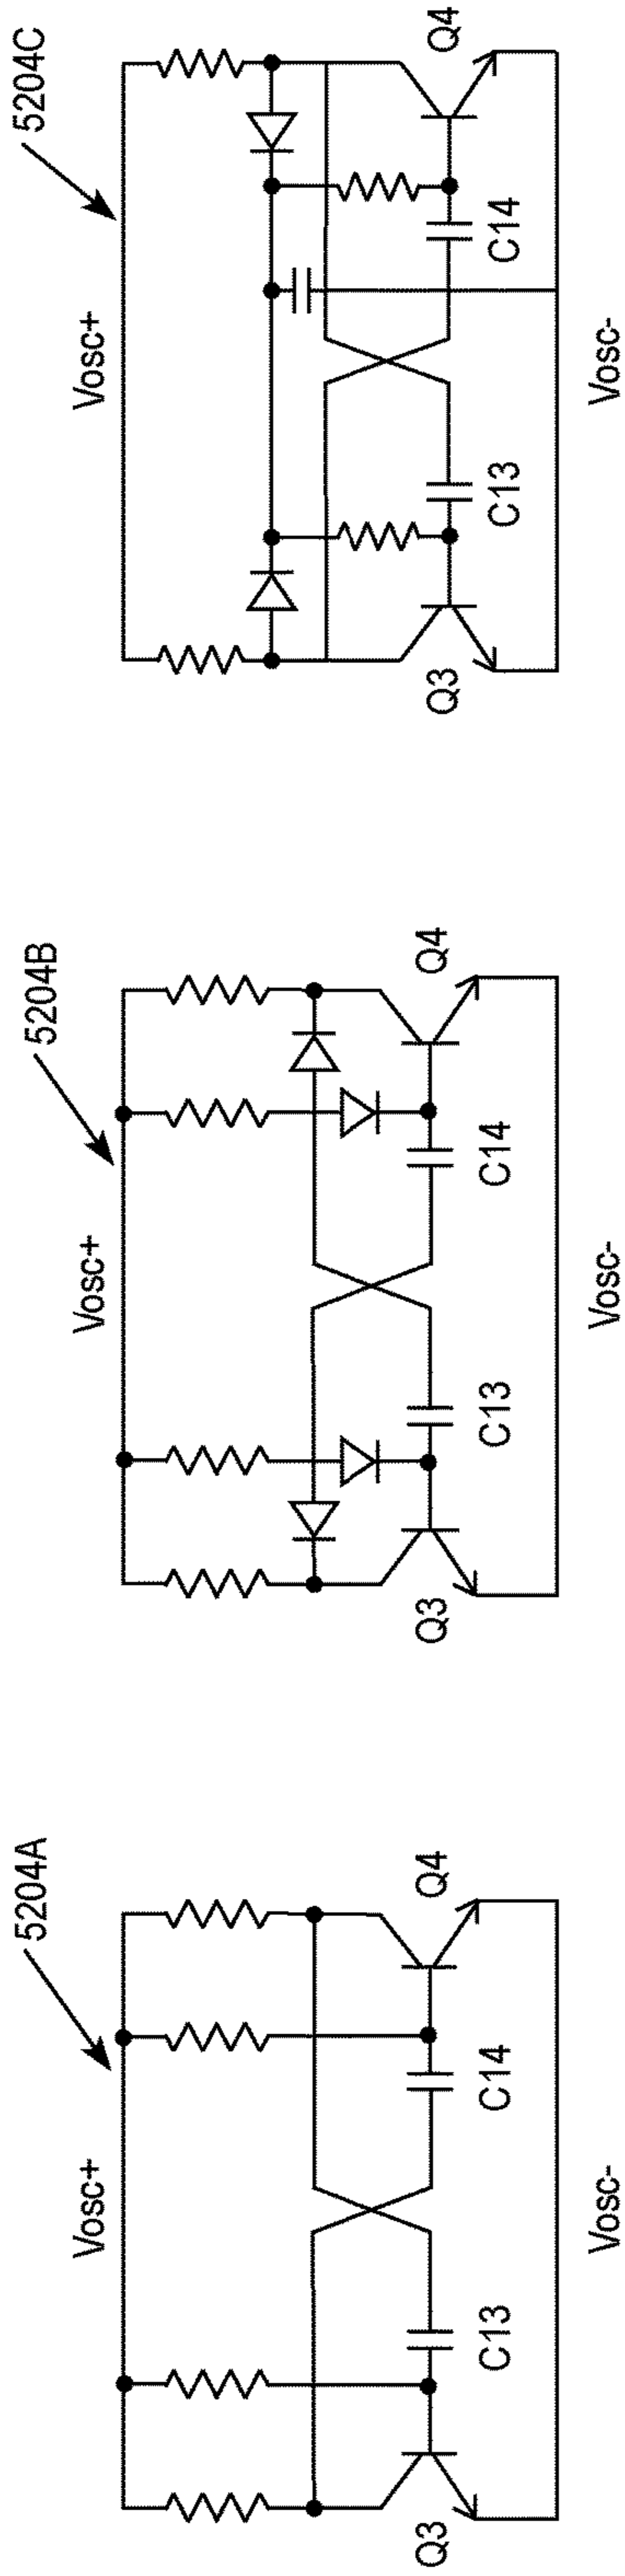 5204A
Vosc+
Q3
C13
C14
Q4
Vosc-
5204B
Vosc+
Q3
C13
C14
Q4
Vosc-
5204C
Vosc+
Q3
C13
C14
Q4
Vosc-